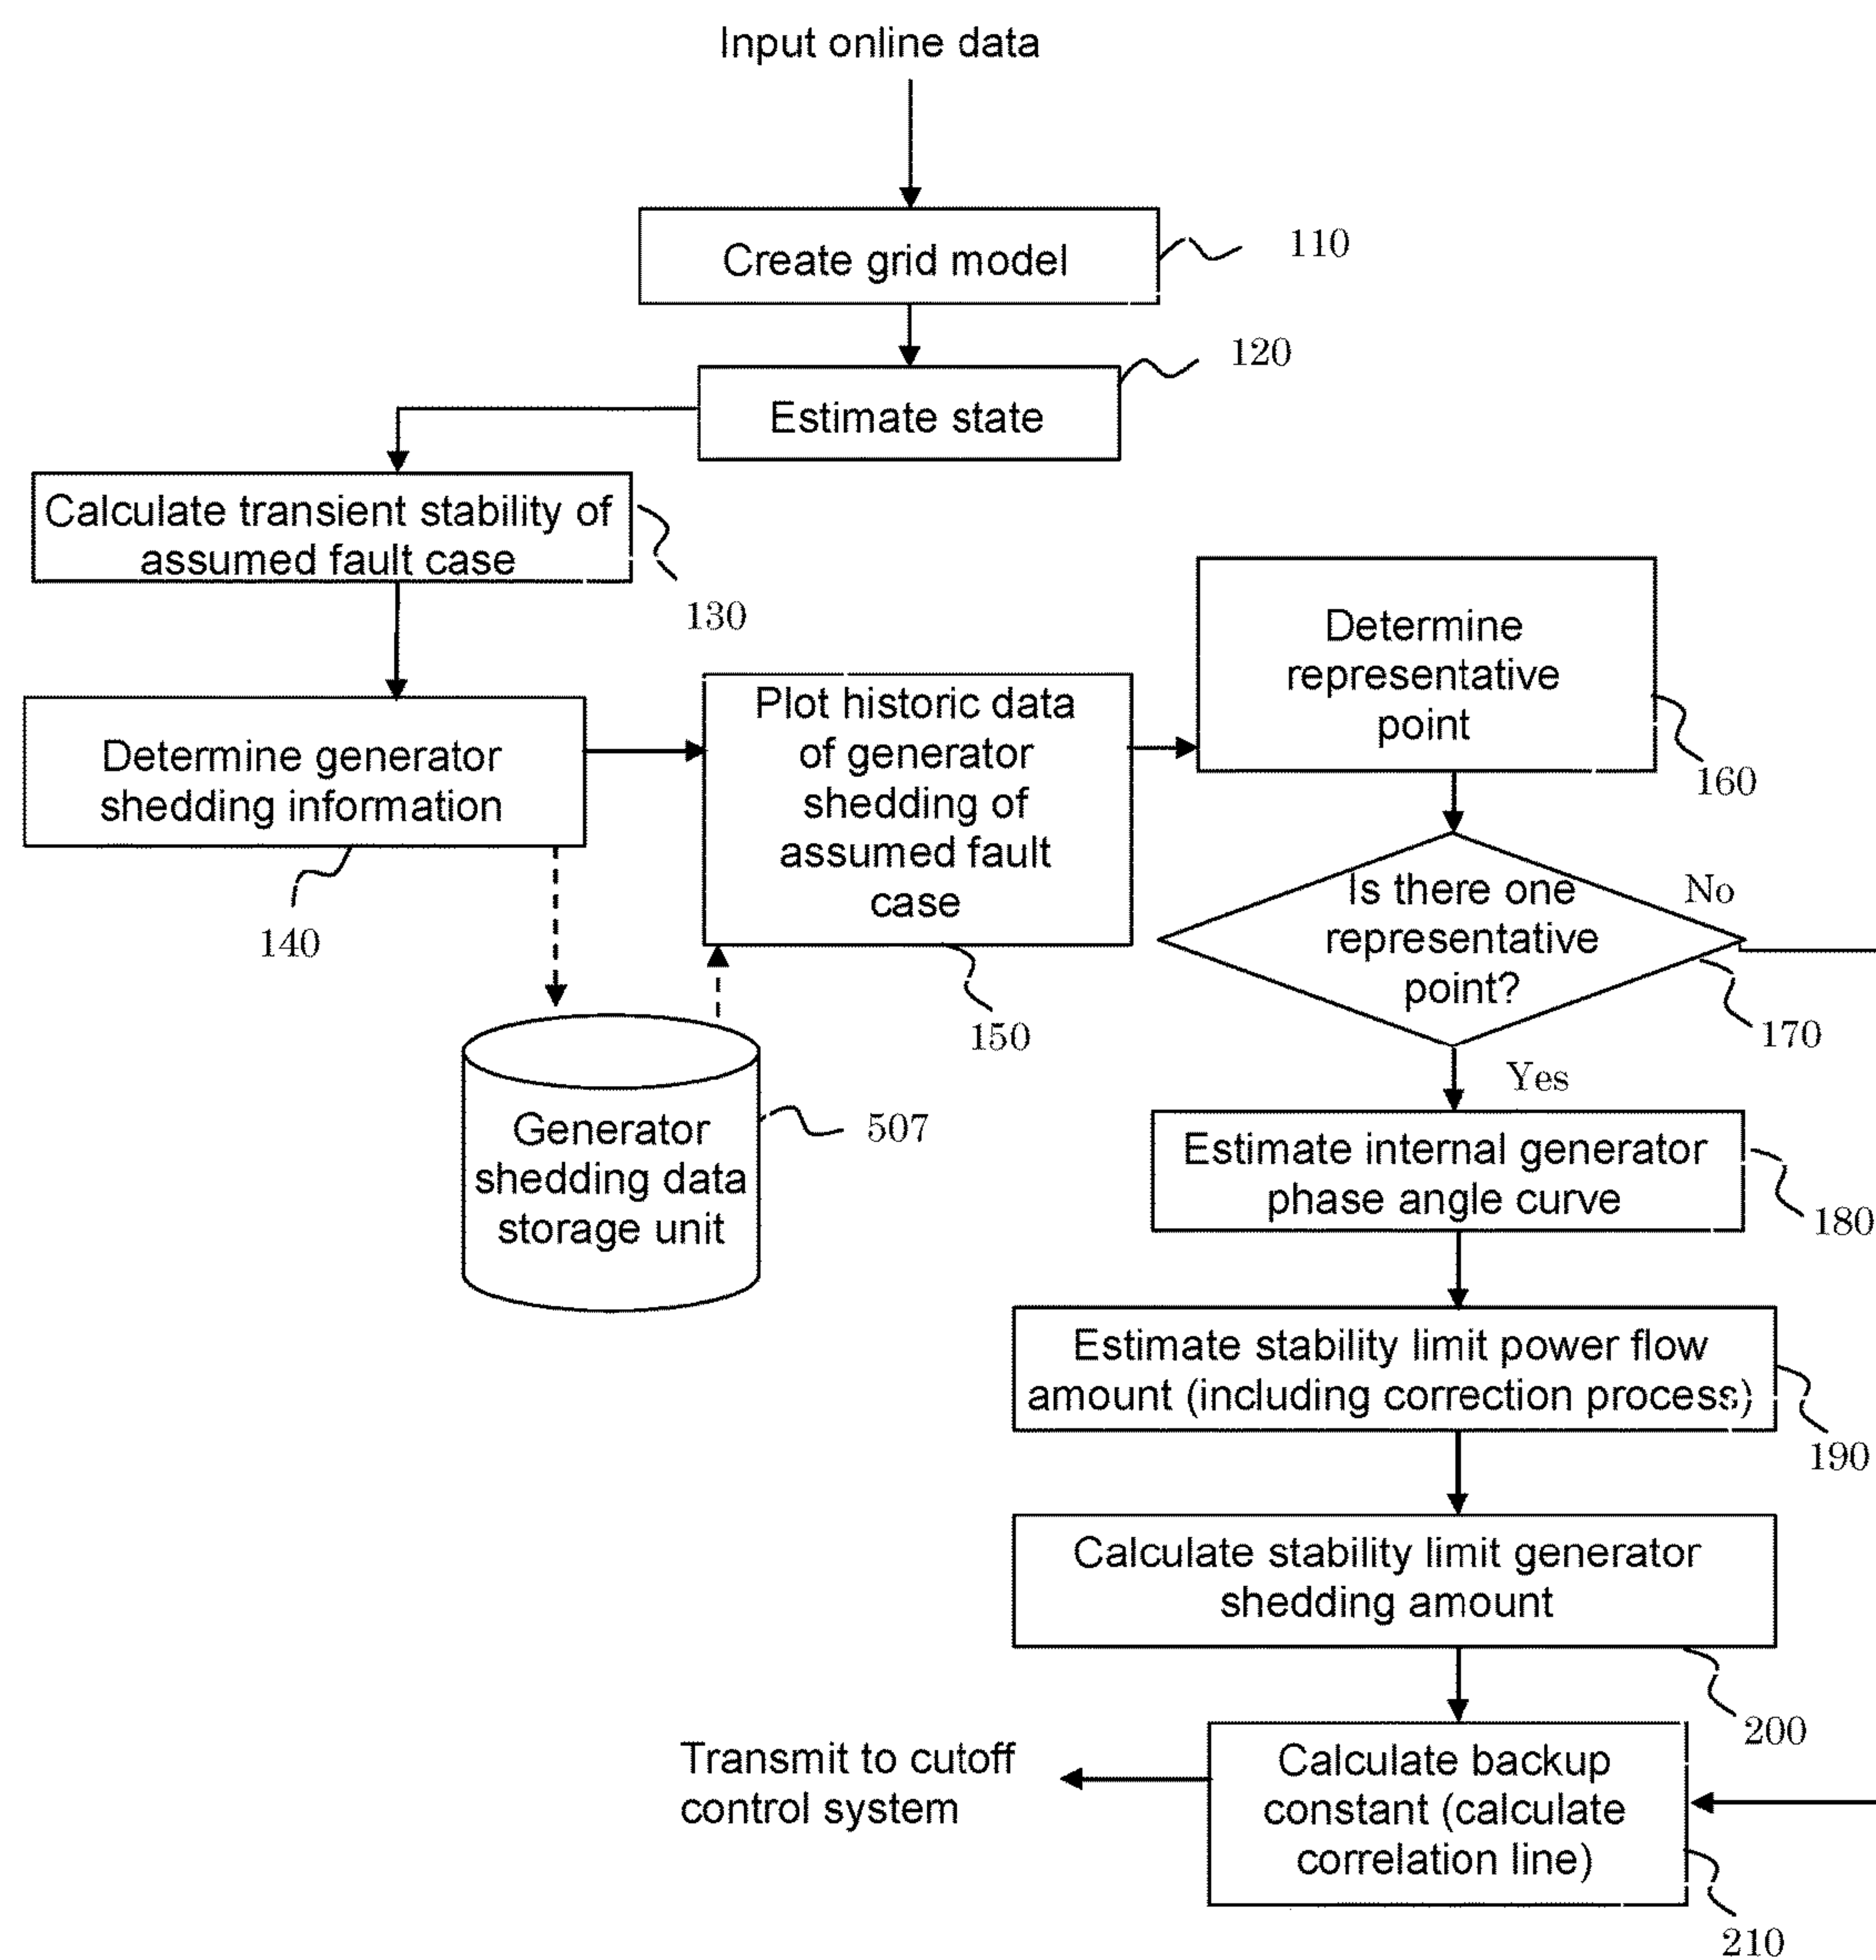 Input online data
Create grid model
110
120
Estimate state
Calculate transient stability of
assumed fault case
130
Determine generator
shedding information
140
Plot historic data
of generator
shedding of
assumed fault
case
150
Determine
representative
point
160
Is there one
representative
point?
No
170
Yes
Generator
shedding data
storage unit
507
Estimate internal generator
phase angle curve
180
Estimate stability limit power flow
amount (including correction process)
190
Calculate stability limit generator
shedding amount
200
Transmit to cutoff
control system
Calculate backup
constant (calculate
correlation line)
210